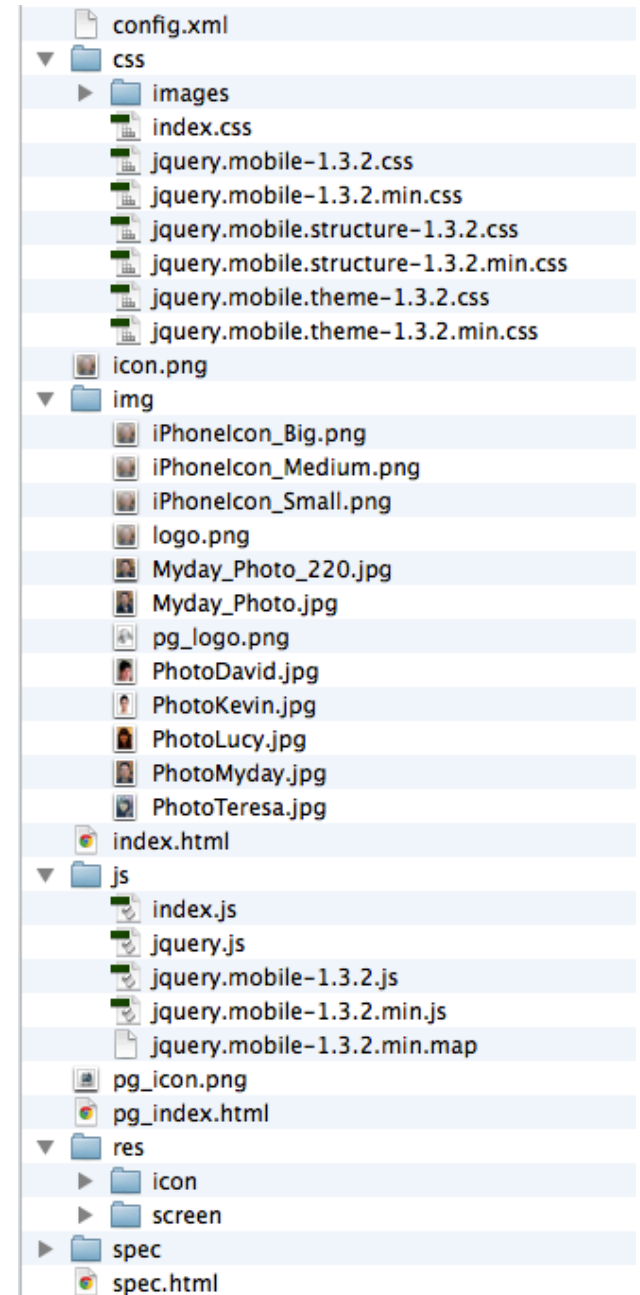 config.xml
css
images
index.css
jquery.mobile-1.3.2.css
jquery.mobile-1.3.2.min.css
jquery.mobile.structure-1.3.2.css
jquery.mobile.structure-1.3.2.min.css
jquery.mobile.theme-1.3.2.css
jquery.mobile.theme-1.3.2.min.css
icon.png
img
iPhoneIcon_Big.png
iPhoneIcon_Medium.png
iPhoneIcon_Small.png
logo.png
Myday_Photo_220.jpg
Myday_Photo.jpg
pg_logo.png
PhotoDavid.jpg
PhotoKevin.jpg
PhotoLucy.jpg
PhotoMyday.jpg
PhotoTeresa.jpg
index.html
js
index.js
jquery.js
jquery.mobile-1.3.2.js
jquery.mobile-1.3.2.min.js
jquery.mobile-1.3.2.min.map
pg_icon.png
pg_index.html
res
icon
screen
spec
spec.html